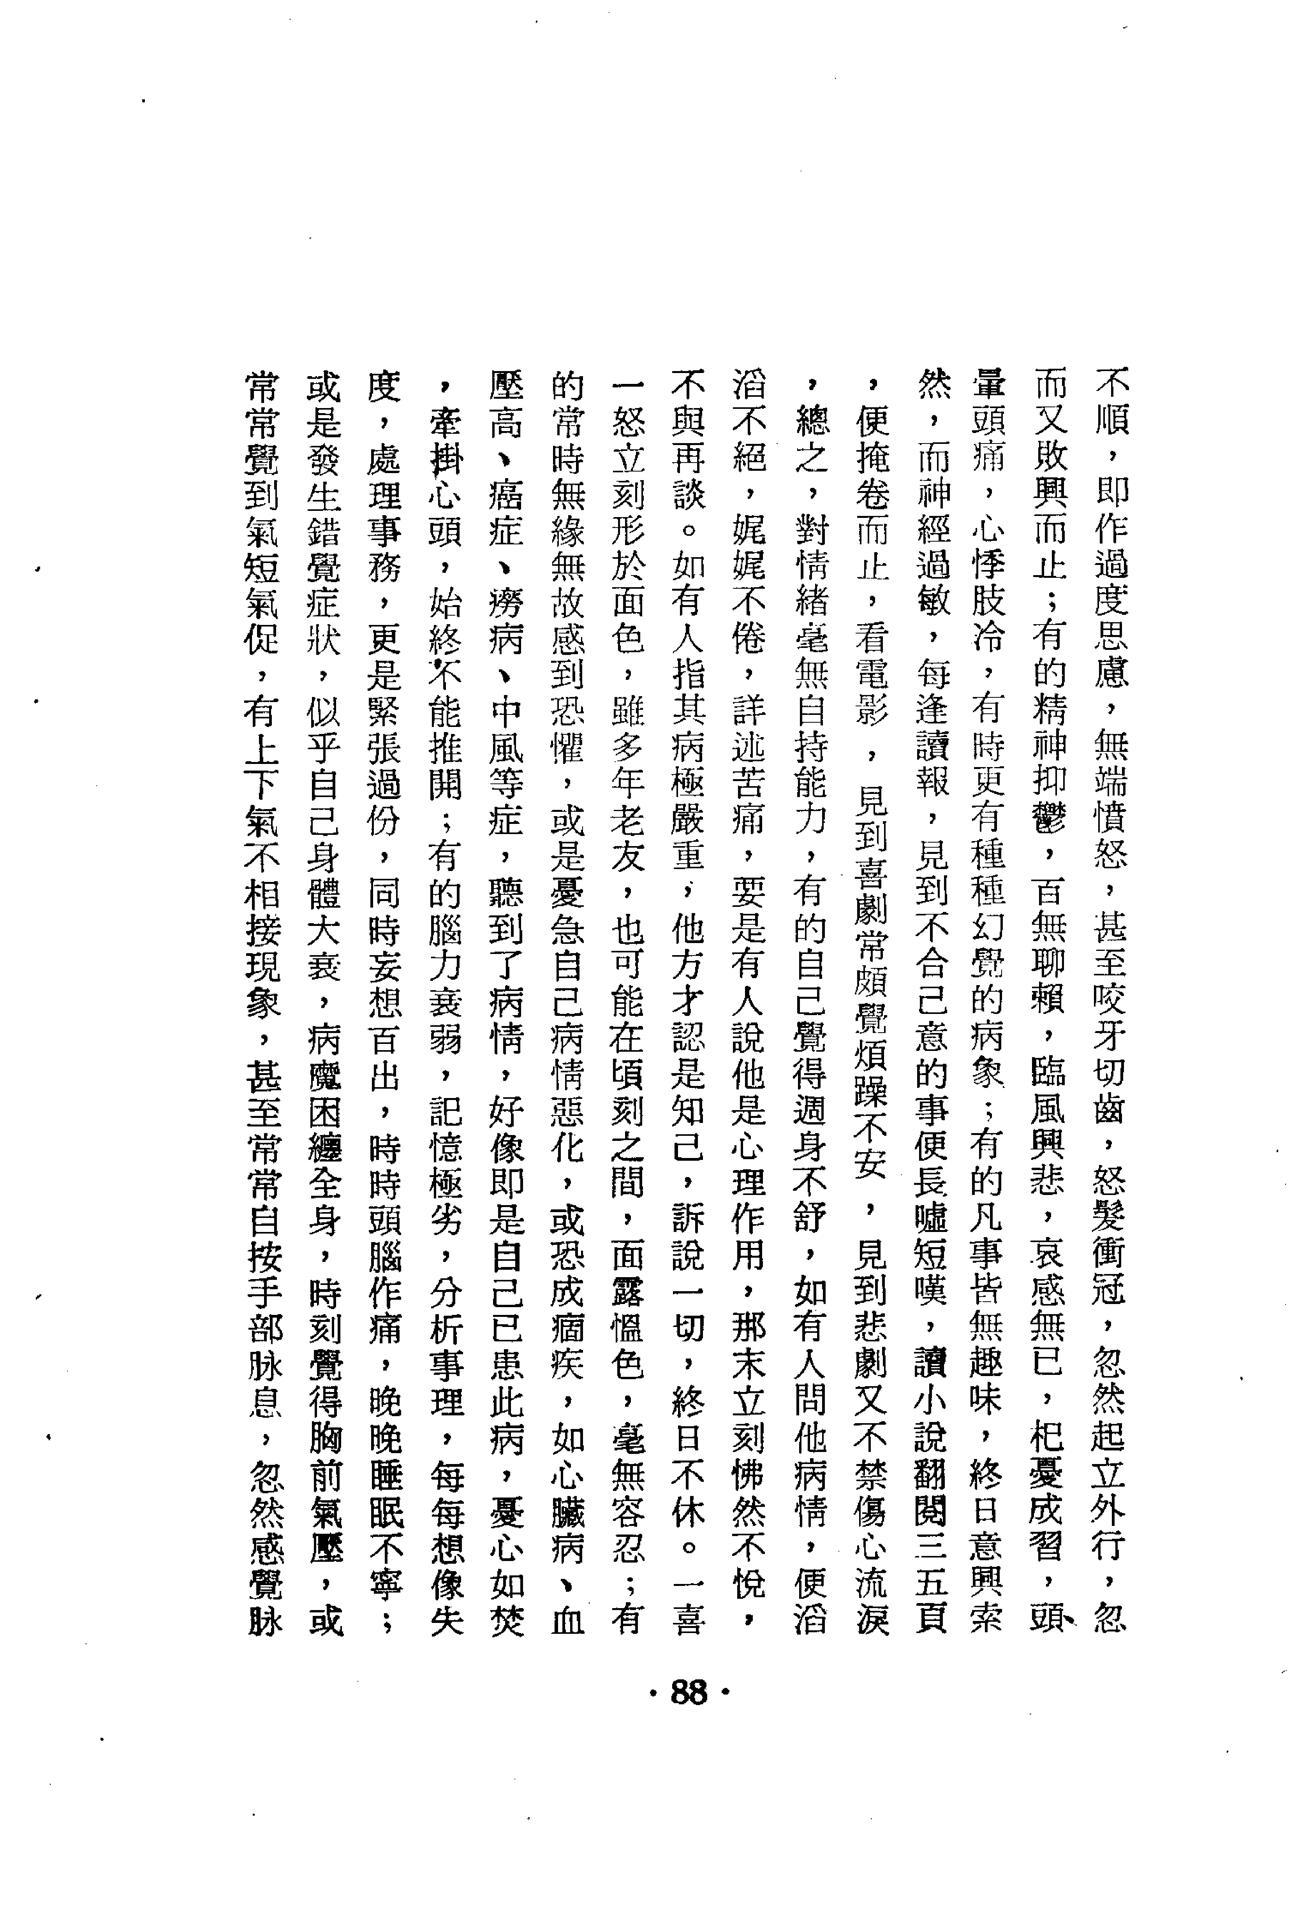 不順，即作過度思慮，無端憤怒，甚至咬牙切齒，怒髮衝冠，忽然起立外行，忽
而又敗興而止；有的精神抑鬱，百無聊賴，臨風興悲，哀感無已，杞憂成習，頭、
暈頭痛，心悸肢冷，有時更有種種幻覺的病象；有的凡事皆無趣味，終日意興索
然，而神經過敏，每逢讀報，見到不合己意的事便長噓短嘆，讀小說翻閱三五頁
，便掩卷而止，看電影，見到喜劇常頗覺煩躁不安，見到悲劇又不禁傷心流淚
，總之，對情緒毫無自持能力，有的自己覺得週身不舒，如有人問他病情，便滔
滔不絕，娓娓不倦，詳述苦痛，要是有人說他是心理作用，那末立刻怫然不悅，
不與再談。如有人指其病極嚴重，他方才認是知己，訴說一切，終日不休。一喜
一怒立刻形於面色，雖多年老友，也可能在頃刻之間，面露慍色，毫無容忍；有
的常時無緣無故感到恐懼，或是憂急自己病情惡化，或恐成痼疾，如心臟病、血
壓高、癌症、癆病、中風等症，聽到了病情，好像即是自己已患此病，憂心如焚
，牽掛心頭，始終不能推開；有的腦力衰弱，記憶極劣，分析事理，每每想像失
度，處理事務，更是緊張過份，同時妄想百出，時時頭腦作痛，晚晚睡眠不寧；
或是發生錯覺症狀，似乎自己身體大衰，病魔困纏全身，時刻覺得胸前氣壓，或
常常覺到氣短氣促，有上下氣不相接現象，甚至常常自按手部脉息，忽然感覺脉
·88·